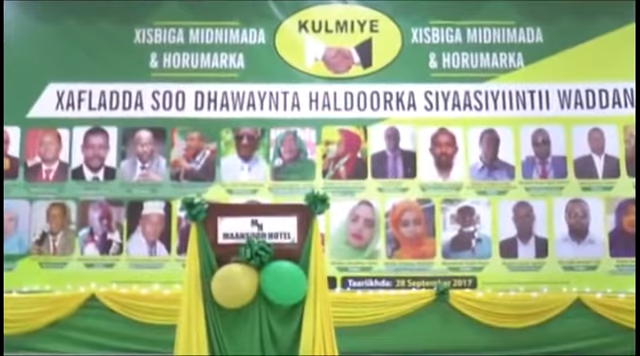 KULMIYE
XISBIGA MIDNIMADA
& HORUMARKA
XISBIGA MIDNIMADA
& HORUMARKA
XAFLADDA SOO DHAWAYNTA HALDOORKA SIYAASIYIINTII WADDAN
MAANSOOR HOTEL
Taariikhda: 28 September 2017